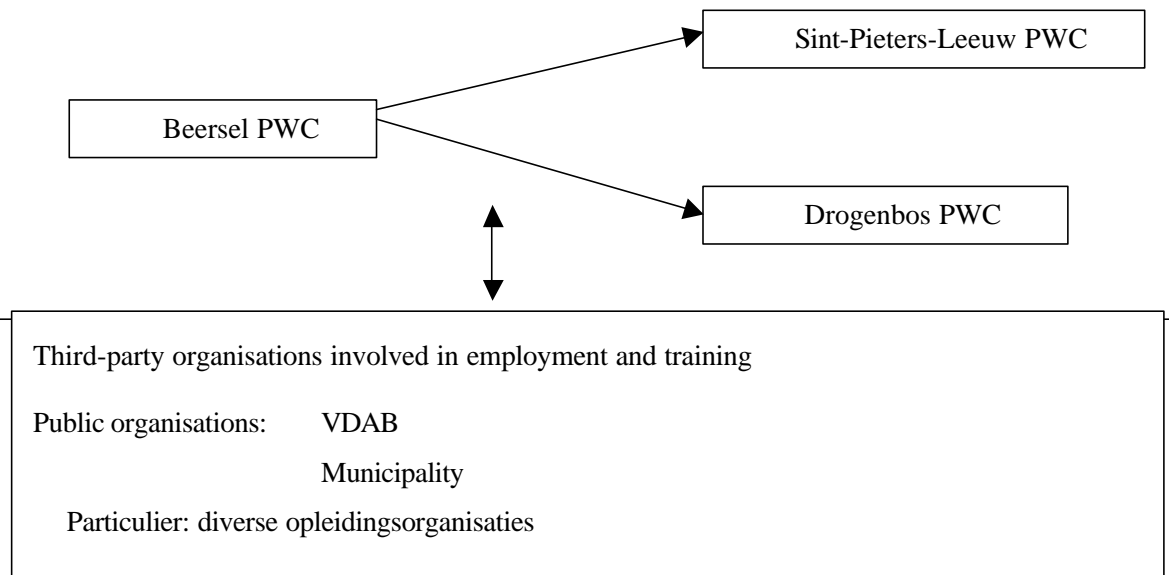 Sint-Pieters-Leeuw PWC
Beersel PWC
Drogenbos PWC
Third-party organisations involved in employment and training
Public organisations: VDAB
Municipality
Particulier: diverse opleidingsorganisaties